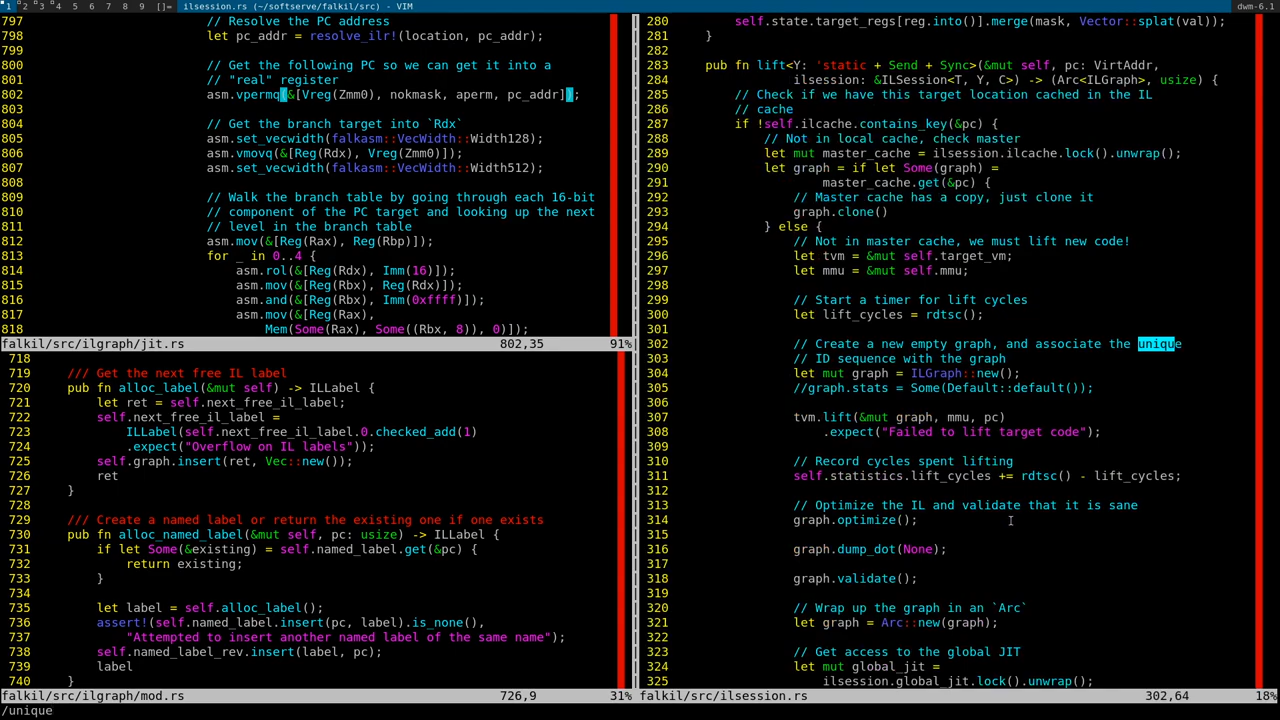 1 2 3 4 5 6 7 8 9 []= ilsession.rs (~/softserve/falkil/src) - VIM dwm-6.1
797 // Resolve the PC address
798 let pc_addr = resolve_ilr!(location, pc_addr);
799
800 // Get the following PC so we can get it into a
801 // "real" register
802 asm.vpermq(&[Vreg(Zmm0), nokmask, aperm, pc_addr]);
803
804 // Get the branch target into `Rdx`
805 asm.set_vecwidth(falkasm::VecWidth::Width128);
806 asm.vmovq(&[Reg(Rdx), Vreg(Zmm0)]);
807 asm.set_vecwidth(falkasm::VecWidth::Width512);
808
809 // Walk the branch table by going through each 16-bit
810 // component of the PC target and looking up the next
811 // level in the branch table
812 asm.mov(&[Reg(Rax), Reg(Rbp)]);
813 for _ in 0..4 {
814 asm.rol(&[Reg(Rdx), Imm(16)]);
815 asm.mov(&[Reg(Rbx), Reg(Rdx)]);
816 asm.and(&[Reg(Rbx), Imm(0xffff)]);
817 asm.mov(&[Reg(Rax),
818 Mem(Some(Rax), Some((Rbx, 8)), 0)]);
falkil/src/ilgraph/jit.rs 802,35 91%
718
719 /// Get the next free IL label
720 pub fn alloc_label(&mut self) -> ILLabel {
721 let ret = self.next_free_il_label;
722 self.next_free_il_label =
723 ILLabel(self.next_free_il_label.0.checked_add(1)
724 .expect("Overflow on IL labels"));
725 self.graph.insert(ret, Vec::new());
726 ret
727 }
728
729 /// Create a named label or return the existing one if one exists
730 pub fn alloc_named_label(&mut self, pc: usize) -> ILLabel {
731 if let Some(&existing) = self.named_label.get(&pc) {
732 return existing;
733 }
734
735 let label = self.alloc_label();
736 assert!(self.named_label.insert(pc, label).is_none(),
737 "Attempted to insert another named label of the same name");
738 self.named_label_rev.insert(label, pc);
739 label
740 }
falkil/src/ilgraph/mod.rs 726,9 31%
280 self.state.target_regs[reg.into()].merge(mask, Vector::splat(val));
281 }
282
283 pub fn lift<Y: 'static + Send + Sync>(&mut self, pc: VirtAddr,
284 ilsession: &ILSession<T, Y, C>) -> (Arc<ILGraph>, usize) {
285 // Check if we have this target location cached in the IL
286 // cache
287 if !self.ilcache.contains_key(&pc) {
288 // Not in local cache, check master
289 let mut master_cache = ilsession.ilcache.lock().unwrap();
290 let graph = if let Some(graph) =
291 master_cache.get(&pc) {
292 // Master cache has a copy, just clone it
293 graph.clone()
294 } else {
295 // Not in master cache, we must lift new code!
296 let tvm = &mut self.target_vm;
297 let mmu = &mut self.mmu;
298
299 // Start a timer for lift cycles
300 let lift_cycles = rdtsc();
301
302 // Create a new empty graph, and associate the unique
303 // ID sequence with the graph
304 let mut graph = ILGraph::new();
305 //graph.stats = Some(Default::default());
306
307 tvm.lift(&mut graph, mmu, pc)
308 .expect("Failed to lift target code");
309
310 // Record cycles spent lifting
311 self.statistics.lift_cycles += rdtsc() - lift_cycles;
312
313 // Optimize the IL and validate that it is sane
314 graph.optimize();
315
316 graph.dump_dot(None);
317
318 graph.validate();
319
320 // Wrap up the graph in an `Arc`
321 let graph = Arc::new(graph);
322
323 // Get access to the global JIT
324 let mut global_jit =
325 ilsession.global_jit.lock().unwrap();
falkil/src/ilsession.rs 302,64 18%
/unique